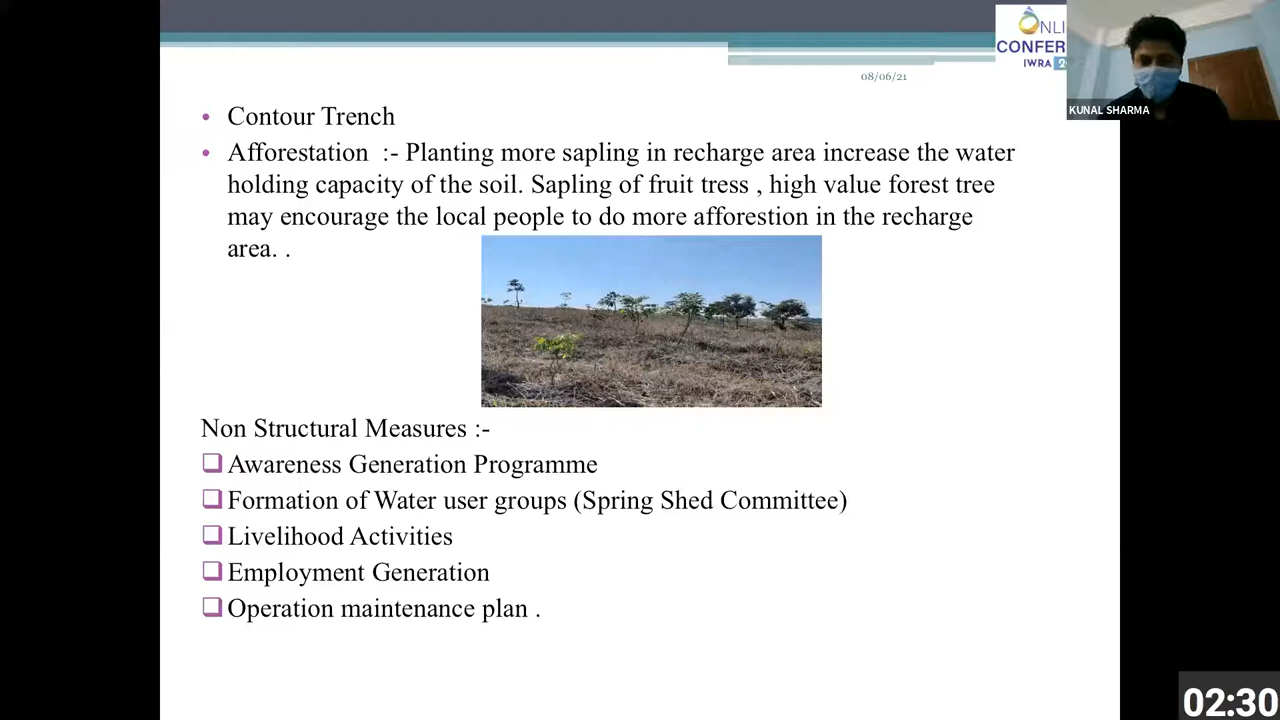 ONLI
CONFER
IWRA 2
08/06/21
KUNAL SHARMA
• Contour Trench
• Afforestation :- Planting more sapling in recharge area increase the water
holding capacity of the soil. Sapling of fruit tress , high value forest tree
may encourage the local people to do more afforestion in the recharge
area. .
Non Structural Measures :-
❑ Awareness Generation Programme
❑ Formation of Water user groups (Spring Shed Committee)
❑ Livelihood Activities
❑ Employment Generation
❑ Operation maintenance plan .
02:30